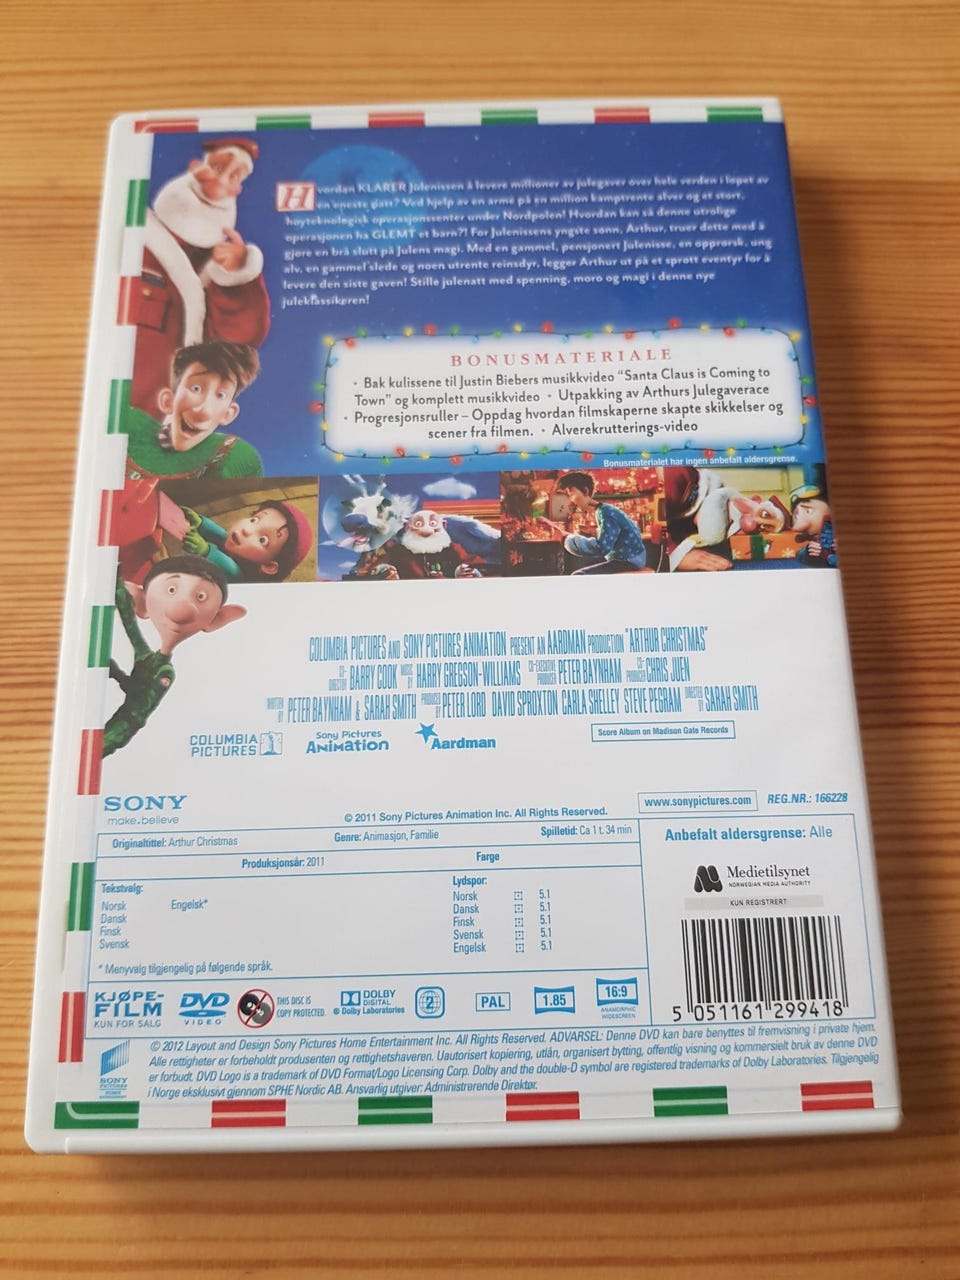 Hvordan KLARER Julenissen å levere millioner av julegaver over hele verden i løpet av
en eneste natt? Ved hjelp av en armé på en million kamptrente alver og et stort,
høyteknologisk operasjonssenter under Nordpolen! Hvordan kan så denne utrolige
operasjonen ha GLEMT et barn?! For Julenissens yngste sønn, Arthur, truer dette med å
gjøre en brå slutt på Julens magi. Med en gammel, pensjonert Julenisse, en opprørsk, ung
alv, en gammel slede og noen utrente reinsdyr, legger Arthur ut på et sprøtt eventyr for å
levere den siste gaven! Stille julenatt med spenning, moro og magi i denne nye
juleklassikeren!
BONUSMATERIALE
• Bak kulissene til Justin Biebers musikkvideo "Santa Claus is Coming to
Town" og komplett musikkvideo • Utpakking av Arthurs Julegaverace
• Progresjonsruller – Oppdag hvordan filmskaperne skapte skikkelser og
scener fra filmen. • Alverekrutterings-video
Bonusmaterialet har ingen anbefalt aldersgrense.
COLUMBIA PICTURES AND SONY PICTURES ANIMATION PRESENT AN AARDMAN PRODUCTION "ARTHUR CHRISTMAS"
CO-DIRECTOR BARRY COOK MUSIC BY HARRY GREGSON-WILLIAMS CO-EXECUTIVE PRODUCER PETER BAYNHAM CO-PRODUCER CHRIS JUEN
WRITTEN BY PETER BAYNHAM & SARAH SMITH PRODUCED BY PETER LORD DAVID SPROXTON CARLA SHELLEY STEVE PEGRAM DIRECTED BY SARAH SMITH
COLUMBIA PICTURES
Sony Pictures ANIMATION
Aardman
Score Album on Madison Gate Records
SONY
make.believe
© 2011 Sony Pictures Animation Inc. All Rights Reserved.
www.sonypictures.com
REG.NR.: 166228
Originaltittel: Arthur Christmas
Genre: Animasjon, Familie
Spilletid: Ca 1 t. 34 min
Produksjonsår: 2011
Farge
Anbefalt aldersgrense: Alle
Medietilsynet
NORWEGIAN MEDIA AUTHORITY
KUN REGISTRERT
Tekstvalg:
Norsk Engelsk*
Dansk
Finsk
Svensk
* Menyvalg tilgjengelig på følgende språk.
Lydspor:
Norsk 5.1
Dansk 5.1
Finsk 5.1
Svensk 5.1
Engelsk 5.1
KJØPE-
FILM
KUN FOR SALG
DVD
VIDEO
THIS DISC IS
COPY PROTECTED.
DOLBY
DIGITAL
® Dolby Laboratories
2
PAL
1.85
16:9
ANAMORPHIC
WIDESCREEN
5 051161 299418
SONY
PICTURES
© 2012 Layout and Design Sony Pictures Home Entertainment Inc. All Rights Reserved. ADVARSEL: Denne DVD kan bare benyttes til fremvisning i private hjem.
Alle rettigheter er forbeholdt produsenten og rettighetshaveren. Uautorisert kopiering, utlån, organisert bytting, offentlig visning og kommersielt bruk av denne DVD
er forbudt. DVD Logo is a trademark of DVD Format/Logo Licensing Corp. Dolby and the double-D symbol are registered trademarks of Dolby Laboratories. Tilgjengelig
i Norge eksklusivt gjennom SPHE Nordic AB. Ansvarlig utgiver: Administrerende Direktør.